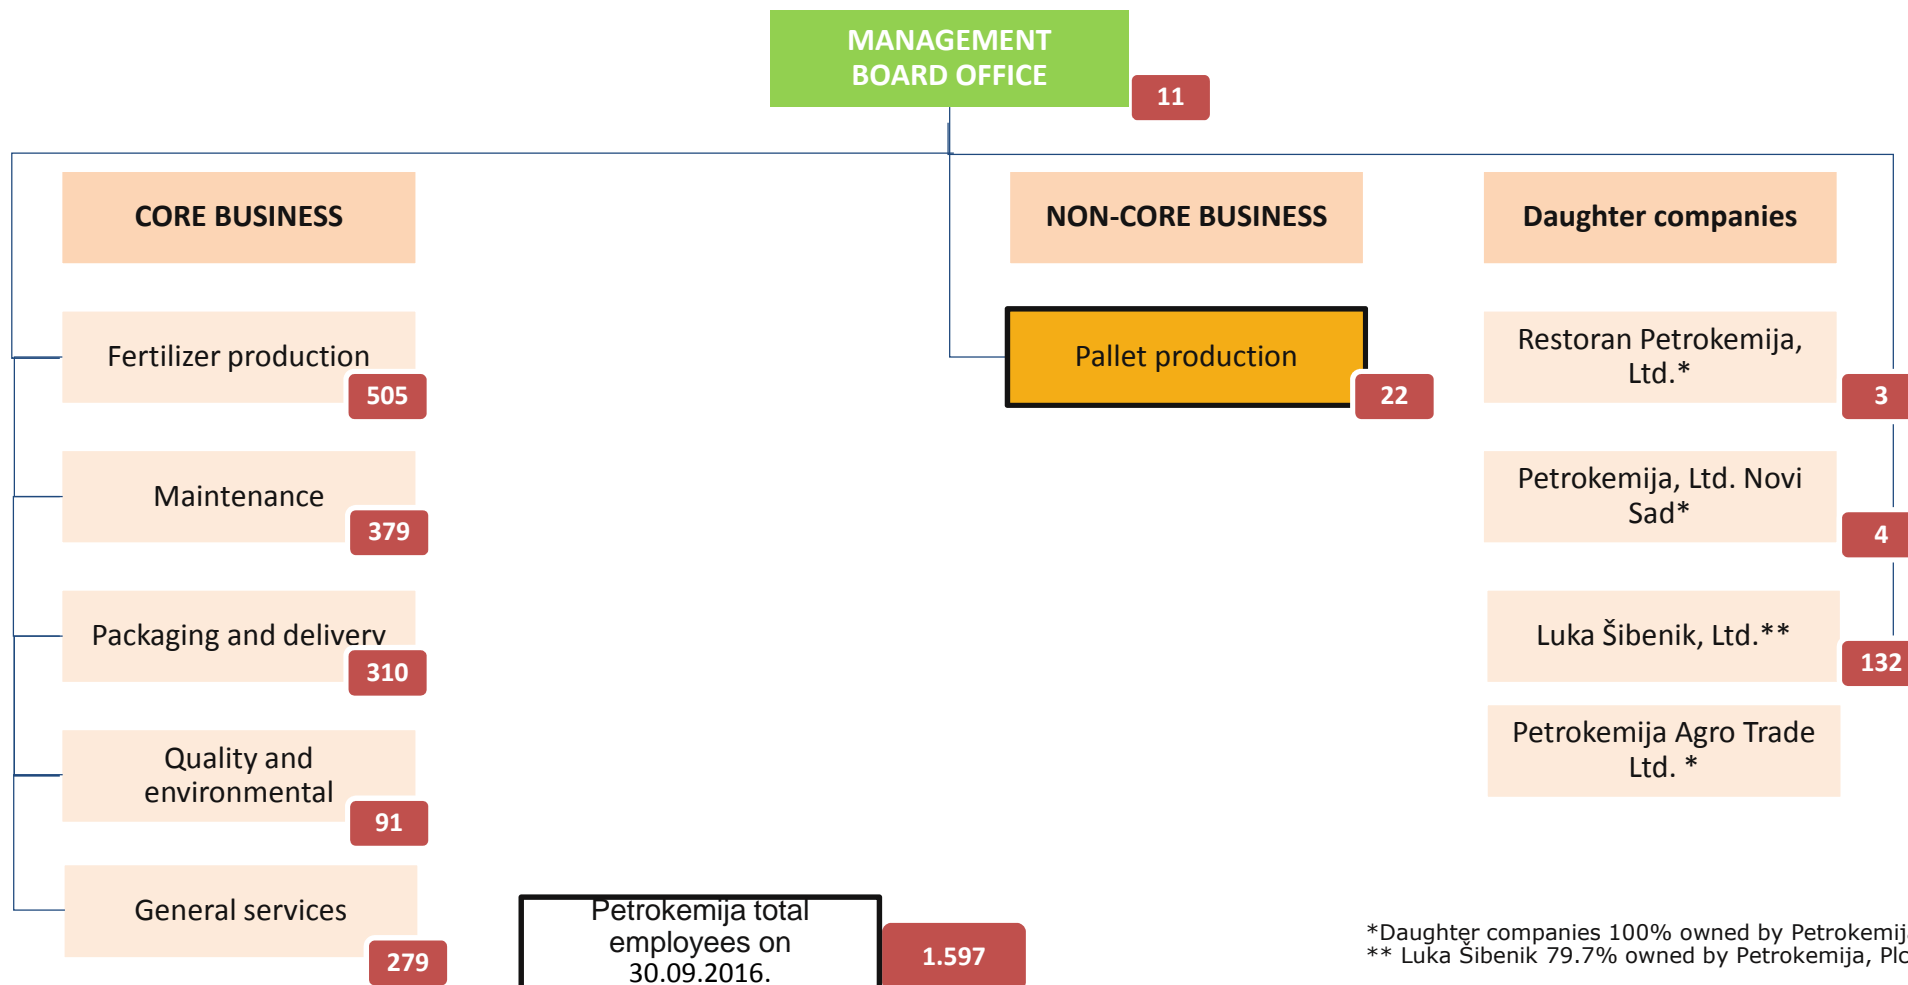 MANAGEMENT
BOARD OFFICE
11
CORE BUSINESS
NON-CORE BUSINESS
Daughter companies
Fertilizer production
505
Pallet production
22
Restoran Petrokemija,
Ltd.*
3
Maintenance
379
Petrokemija, Ltd. Novi
Sad*
4
Packaging and delivery
310
Luka Šibenik, Ltd.**
132
Quality and
environmental
91
Petrokemija Agro Trade
Ltd. *
General services
279
Petrokemija total
employees on
30.09.2016.
1.597
*Daughter companies 100% owned by Petrokemij
** Luka Šibenik 79.7% owned by Petrokemija, Plc